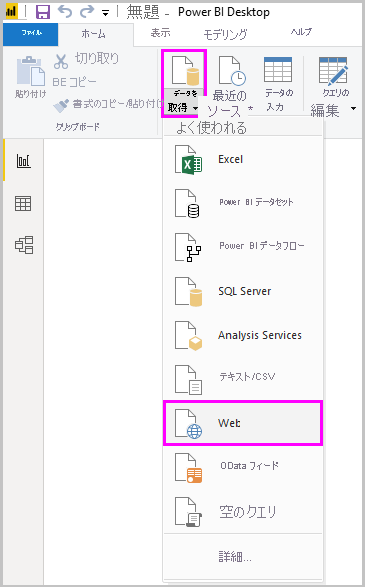 無題 - Power BI Desktop
ファイル ホーム 表示 モデリング ヘルプ
切り取り
BE コピー
貼り付け
書式のコピー/貼り付け
クリップボード
データを
取得
最近の
ソース *
データの
入力
クエリの
編集
よく使われる
Excel
Power BI データセット
Power BI データフロー
SQL Server
Analysis Services
テキスト/CSV
Web
OData フィード
空のクエリ
詳細...